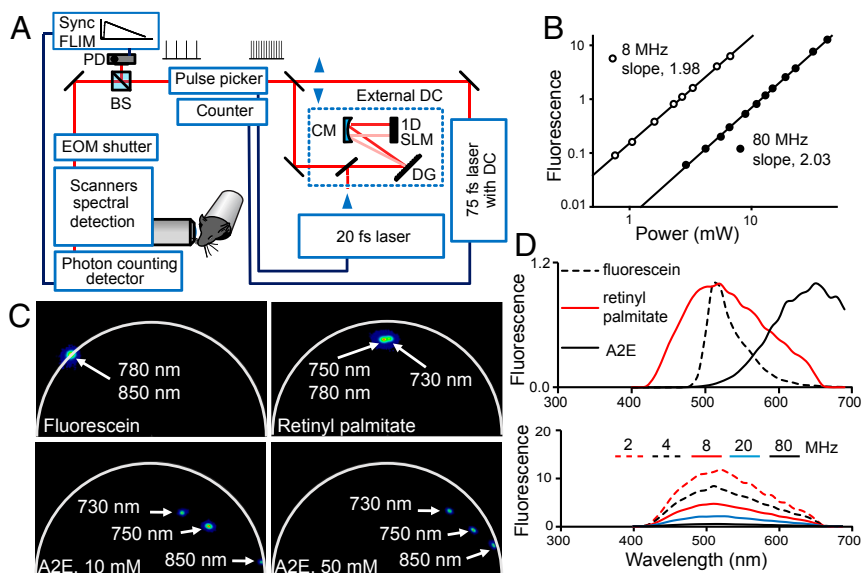 A
Sync
FLIM
PD
BS
Pulse picker
Counter
External DC
CM
1D
SLM
DG
75 fs laser
with DC
EOM shutter
Scanners
spectral
detection
20 fs laser
Photon counting
detector
B
Fluorescence
10
1
0.1
0.01
8 MHz
slope, 1.98
80 MHz
slope, 2.03
1
10
Power (mW)
C
780 nm
850 nm
Fluorescein
750 nm
780 nm
730 nm
Retinyl palmitate
730 nm
750 nm
850 nm
A2E, 10 mM
730 nm
750 nm
850 nm
A2E, 50 mM
D
Fluorescence
1.2
0.0
fluorescein
retinyl
palmitate
A2E
300 400 500 600 700
Fluorescence
20
10
0
2 4 8 20 80 MHz
300 400 500 600 700
Wavelength (nm)